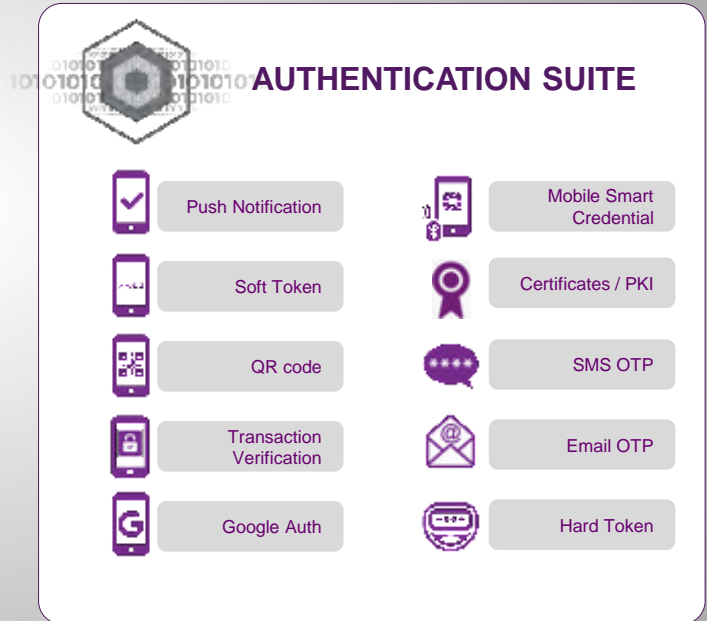 AUTHENTICATION SUITE
Push Notification
Soft Token
QR code
Transaction
Verification
Google Auth
Mobile Smart
Credential
Certificates / PKI
SMS OTP
Email OTP
Hard Token